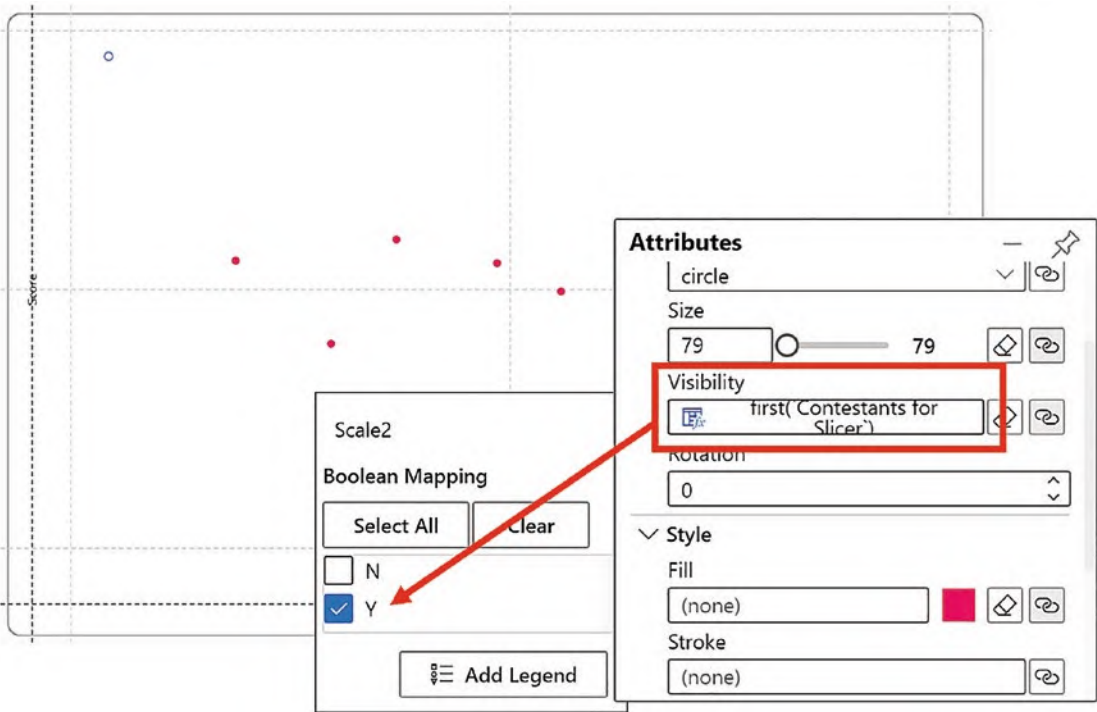 Score
Attributes
circle
Size
79
79
Visibility
first(`Contestants for
Slicer`)
Rotation
0
Style
Fill
(none)
Stroke
(none)
Scale2
Boolean Mapping
Select All
Clear
N
Y
Add Legend